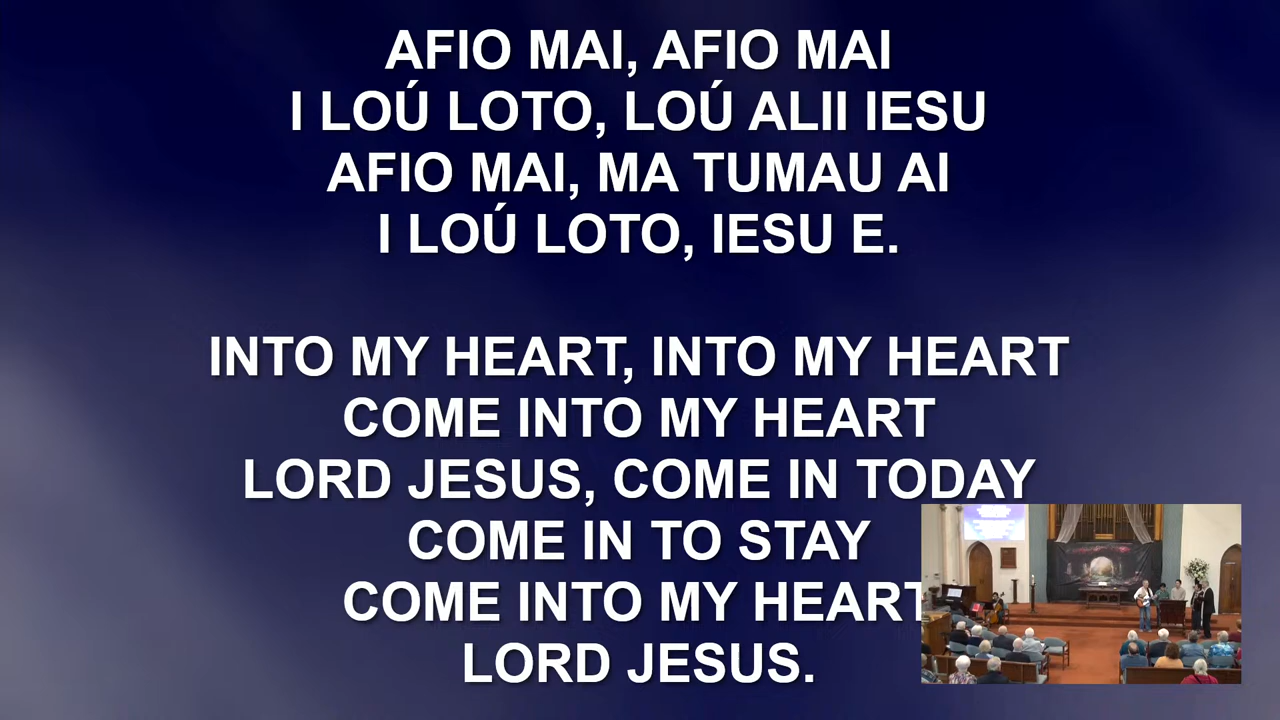 AFIO MAI, AFIO MAI
I LOÚ LOTO, LOÚ ALII IESU
AFIO MAI, MA TUMAU AI
I LOÚ LOTO, IESU E.
INTO MY HEART, INTO MY HEART
COME INTO MY HEART
LORD JESUS, COME IN TODAY
COME IN TO STAY
COME INTO MY HEART
LORD JESUS.